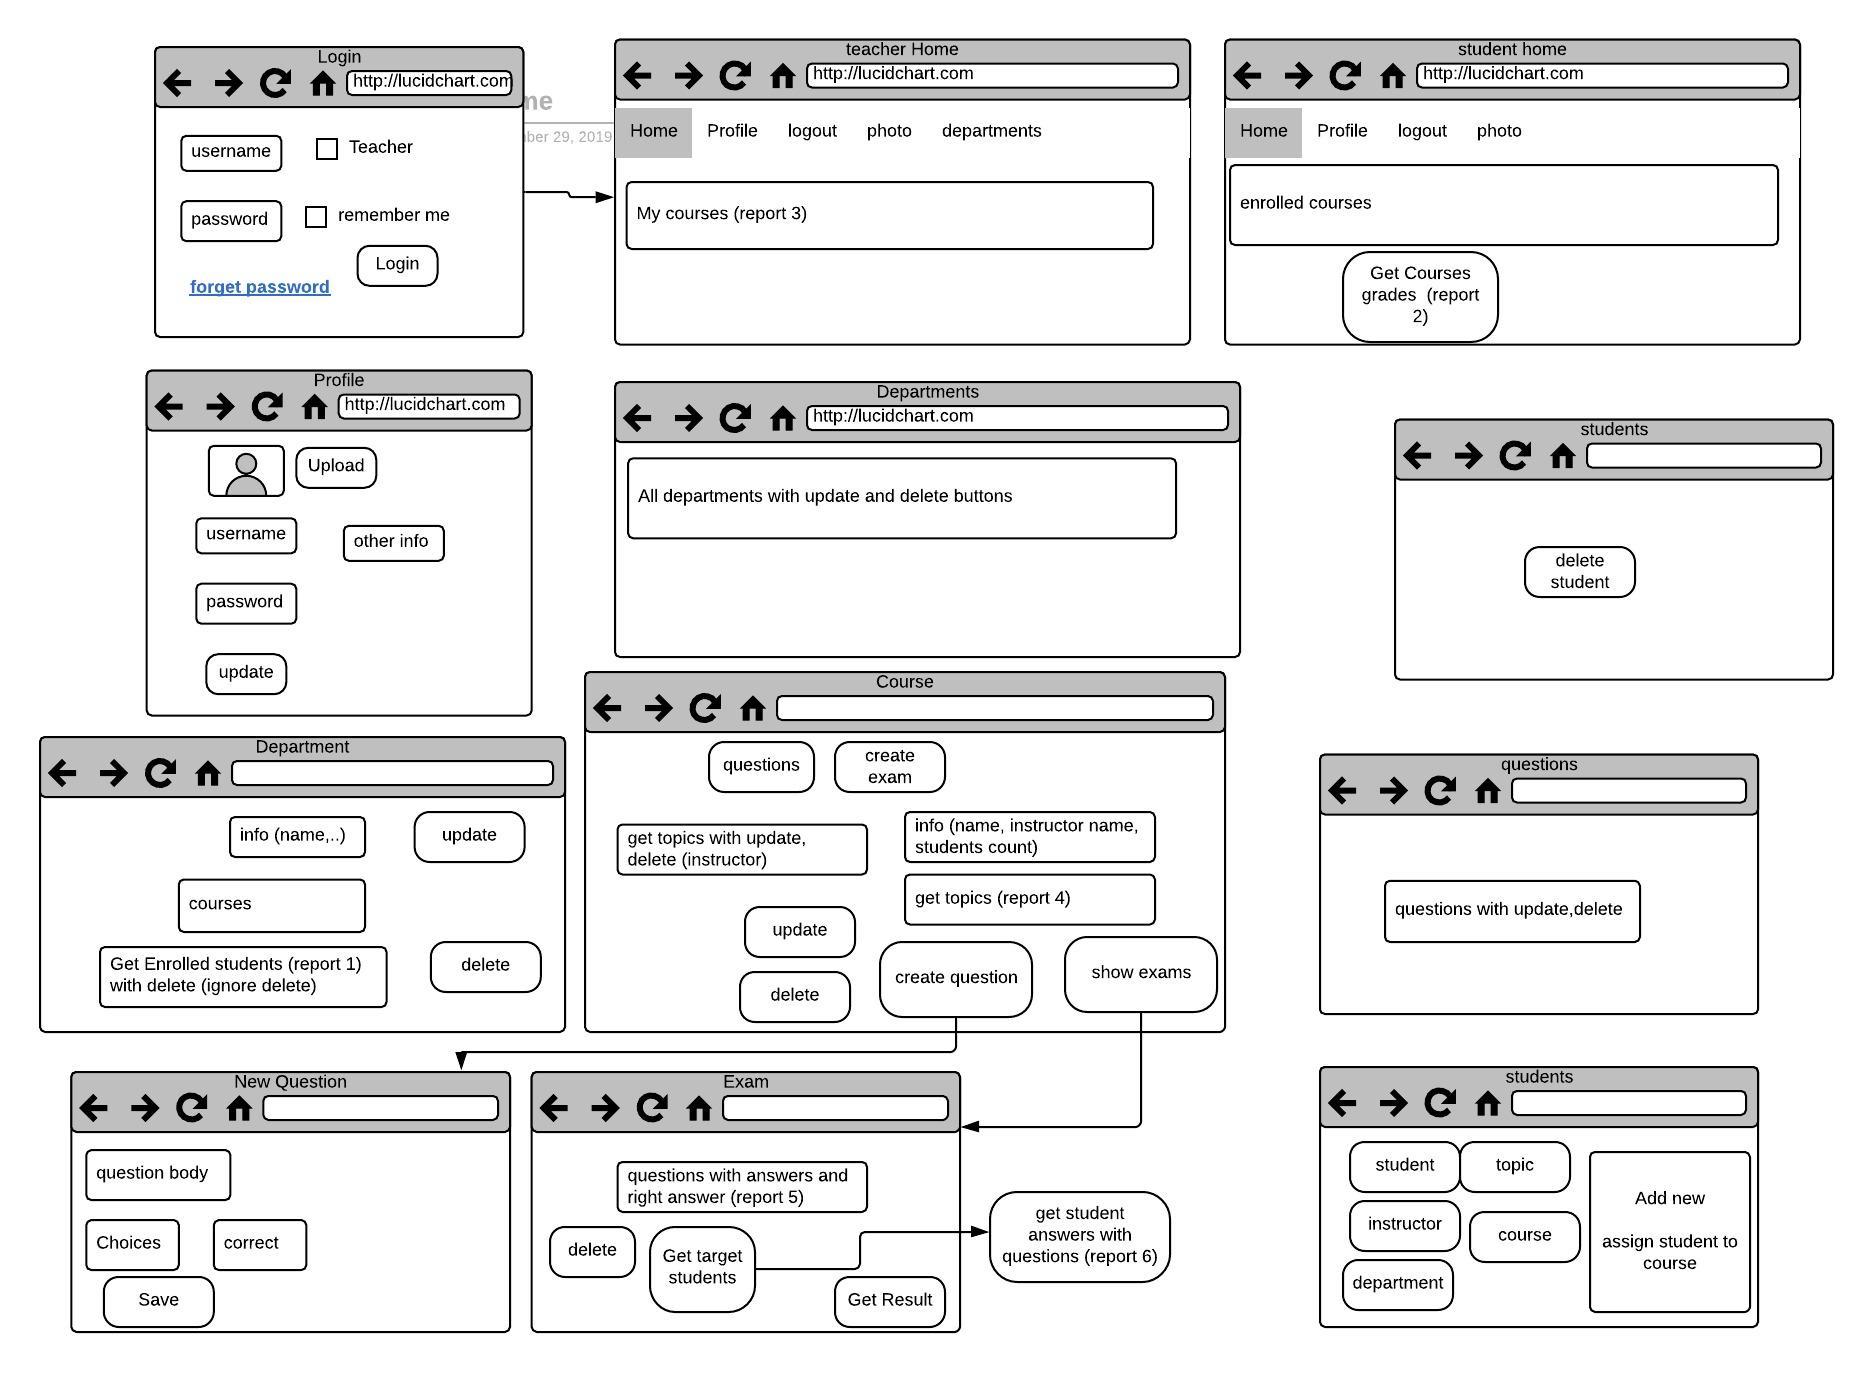 Login
http://lucidchart.com
username
Teacher
password
remember me
Login
forget password
me
ber 29, 2019
teacher Home
http://lucidchart.com
Home Profile logout photo departments
My courses (report 3)
student home
http://lucidchart.com
Home Profile logout photo
enrolled courses
Get Courses
grades (report
2)
Profile
http://lucidchart.com
Upload
username
other info
password
update
Departments
http://lucidchart.com
All departments with update and delete buttons
students
delete
student
Department
info (name,..)
update
courses
Get Enrolled students (report 1)
with delete (ignore delete)
delete
Course
questions
create
exam
get topics with update,
delete (instructor)
info (name, instructor name,
students count)
get topics (report 4)
update
delete
create question
show exams
questions
questions with update,delete
New Question
question body
Choices
correct
Save
Exam
questions with answers and
right answer (report 5)
delete
Get target
students
Get Result
get student
answers with
questions (report 6)
students
student
topic
instructor
course
department
Add new
assign student to
course